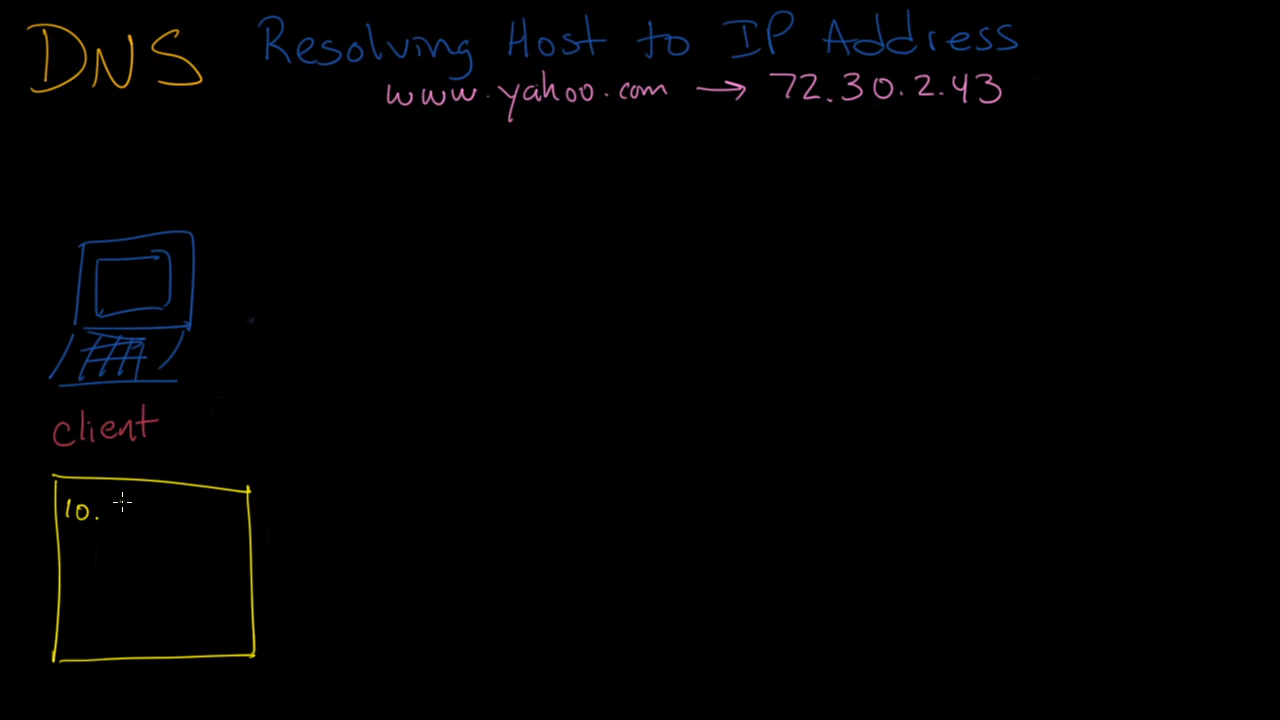 DNS Resolving Host to IP Address
www.yahoo.com → 72.30.2.43
client
10.